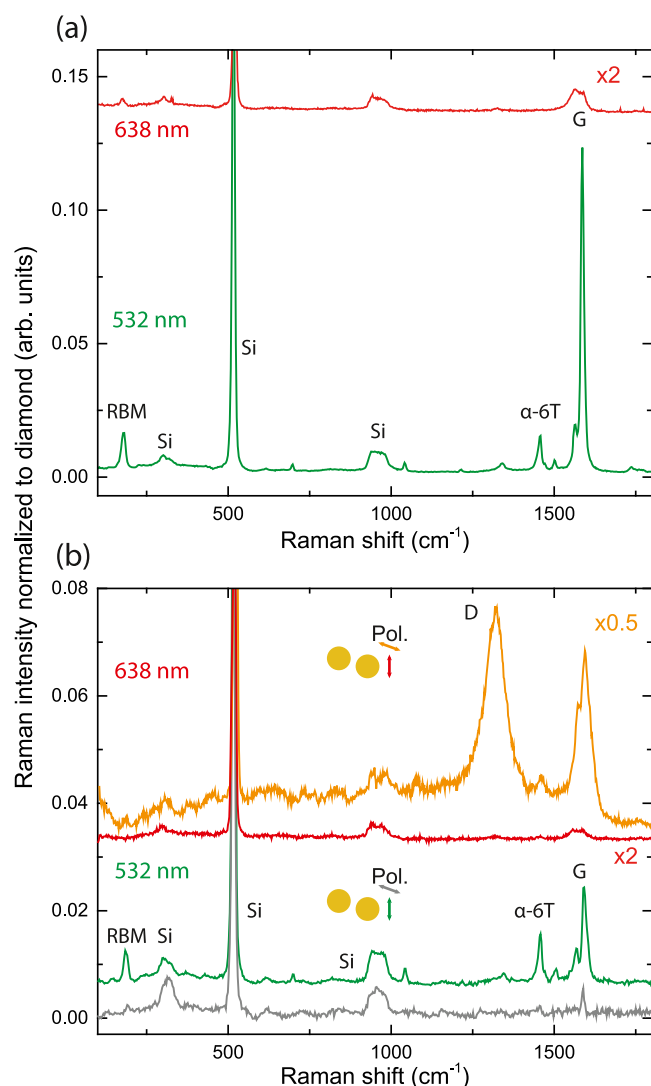 (a)
0.15
x2
638 nm
G
0.10
532 nm
0.05
Si
RBM
Si
Si
α-6T
0.00
500
1000
1500
Raman shift (cm⁻¹)
Raman intensity normalized to diamond (arb. units)
(b)
0.08
D
x0.5
Pol.
638 nm
0.06
0.04
x2
532 nm
Pol.
G
0.02
Si
α-6T
RBM
Si
Si
0.00
500
1000
1500
Raman shift (cm⁻¹)